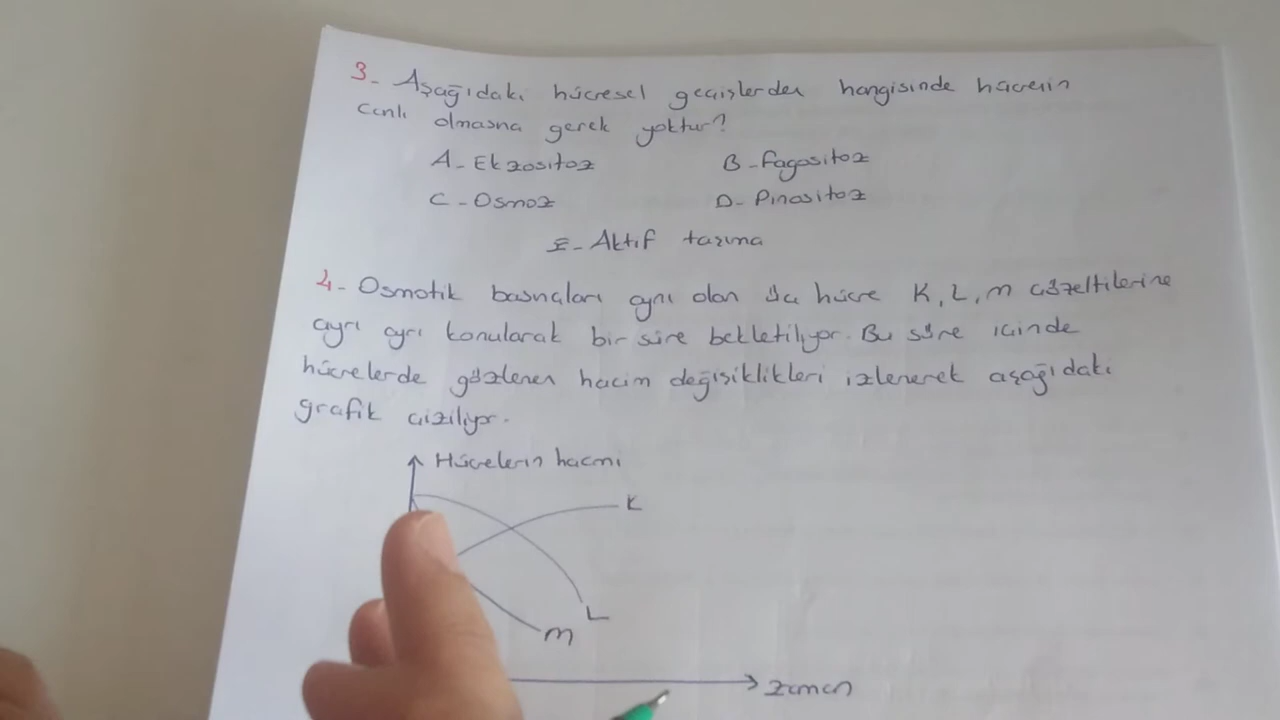 3- Aşağıdaki hücresel geçişlerden hangisinde hücrenin
canlı olmasına gerek yoktur?
A- Ekzositoz B- Fagositoz
C- Osmoz D- Pinositoz
E- Aktif taşıma
4- Osmotik basınçları aynı olan üç hücre K, L, M çözeltilerine
ayrı ayrı konularak bir süre bekletiliyor. Bu süre içinde
hücrelerde gözlenen hacim değişiklikleri izlenerek aşağıdaki
grafik çiziliyor.
Hücrelerin hacmi
K
L
M
zaman